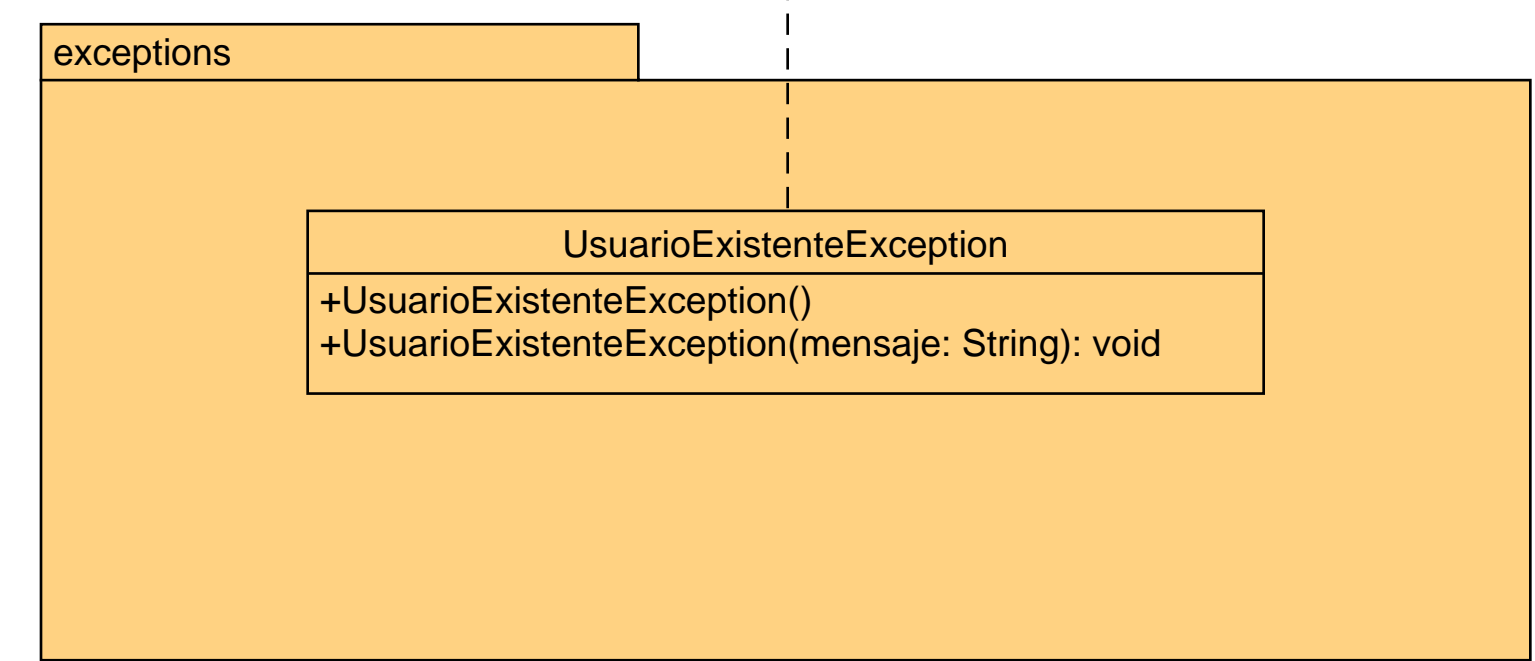 exceptions
UsuarioExistenteException
+UsuarioExistenteException()
+UsuarioExistenteException(mensaje: String): void